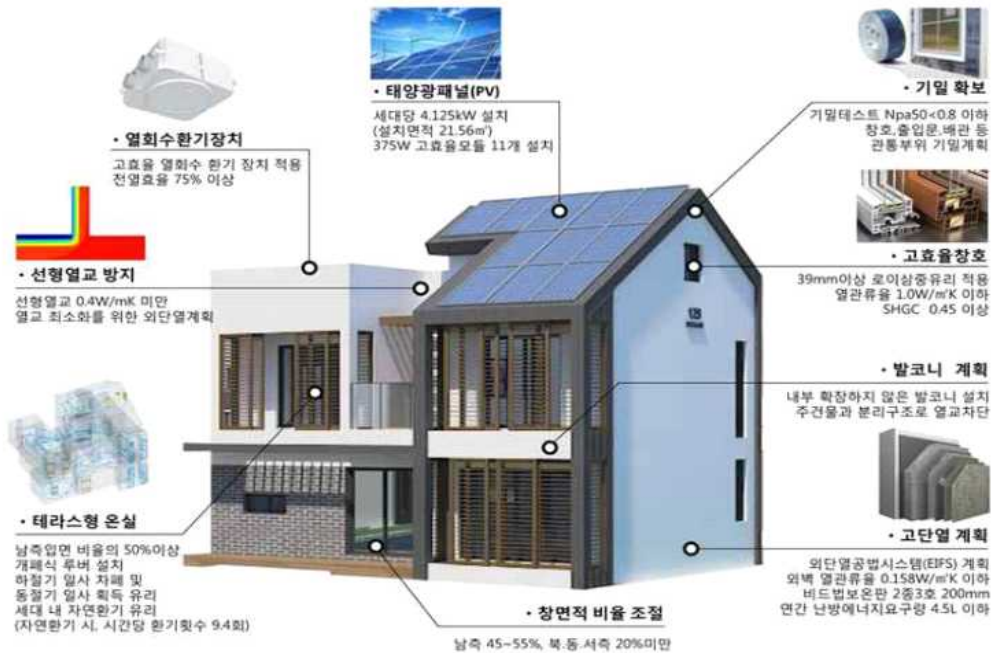 • 열회수환기장치
고효율 열회수 환기 장치 적용
전열효율 75% 이상
• 태양광패널(PV)
세대당 4.125kW 설치
(설치면적 21.56㎡)
375W 고효율모듈 11개 설치
• 기밀 확보
기밀테스트 Npa50<0.8 이하
창호,출입문,배관 등
관통부위 기밀계획
• 선형열교 방지
선형열교 0.4W/mK 미만
열교 최소화를 위한 외단열계획
• 고효율창호
39mm이상 로이삼중유리 적용
열관류율 1.0W/㎡K 이하
SHGC 0.45 이상
• 발코니 계획
내부 확장하지 않은 발코니 설치
주건물과 분리구조로 열교차단
• 테라스형 온실
남측입면 비율의 50%이상
개폐식 루버 설치
하절기 일사 차폐 및
동절기 일사 획득 유리
세대 내 자연환기 유리
(자연환기 시, 시간당 환기횟수 9.4회)
• 고단열 계획
외단열공법시스템(EIFS) 계획
외벽 열관류율 0.158W/㎡K 이하
비드법보온판 2종3호 200mm
연간 난방에너지요구량 4.5L 이하
• 창면적 비율 조절
남측 45~55%, 북.동.서측 20%미만